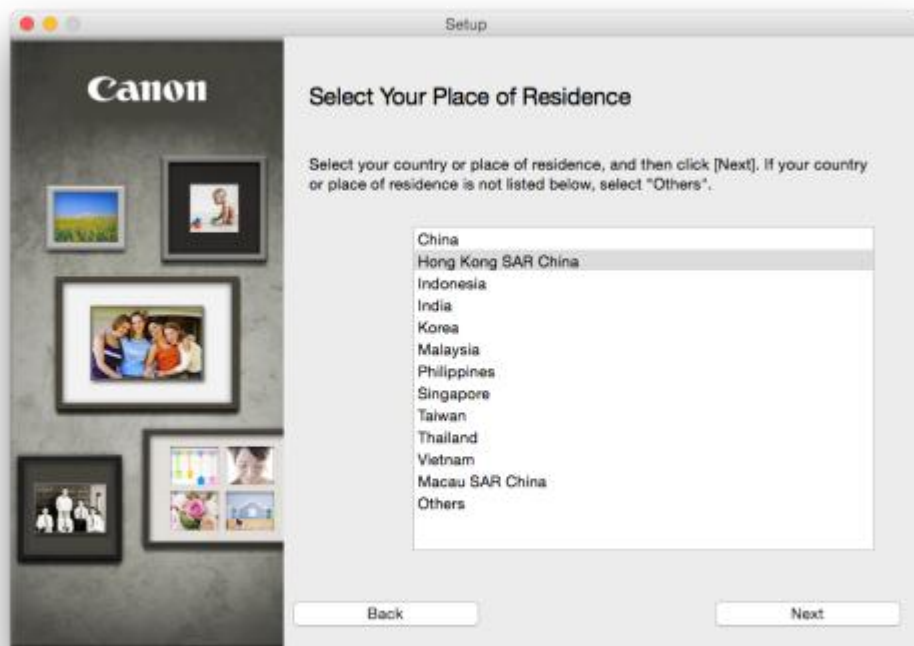 Setup
Canon
Select Your Place of Residence
Select your country or place of residence, and then click [Next]. If your country
or place of residence is not listed below, select "Others".
China
Hong Kong SAR China
Indonesia
India
Korea
Malaysia
Philippines
Singapore
Taiwan
Thailand
Vietnam
Macau SAR China
Others
Back
Next